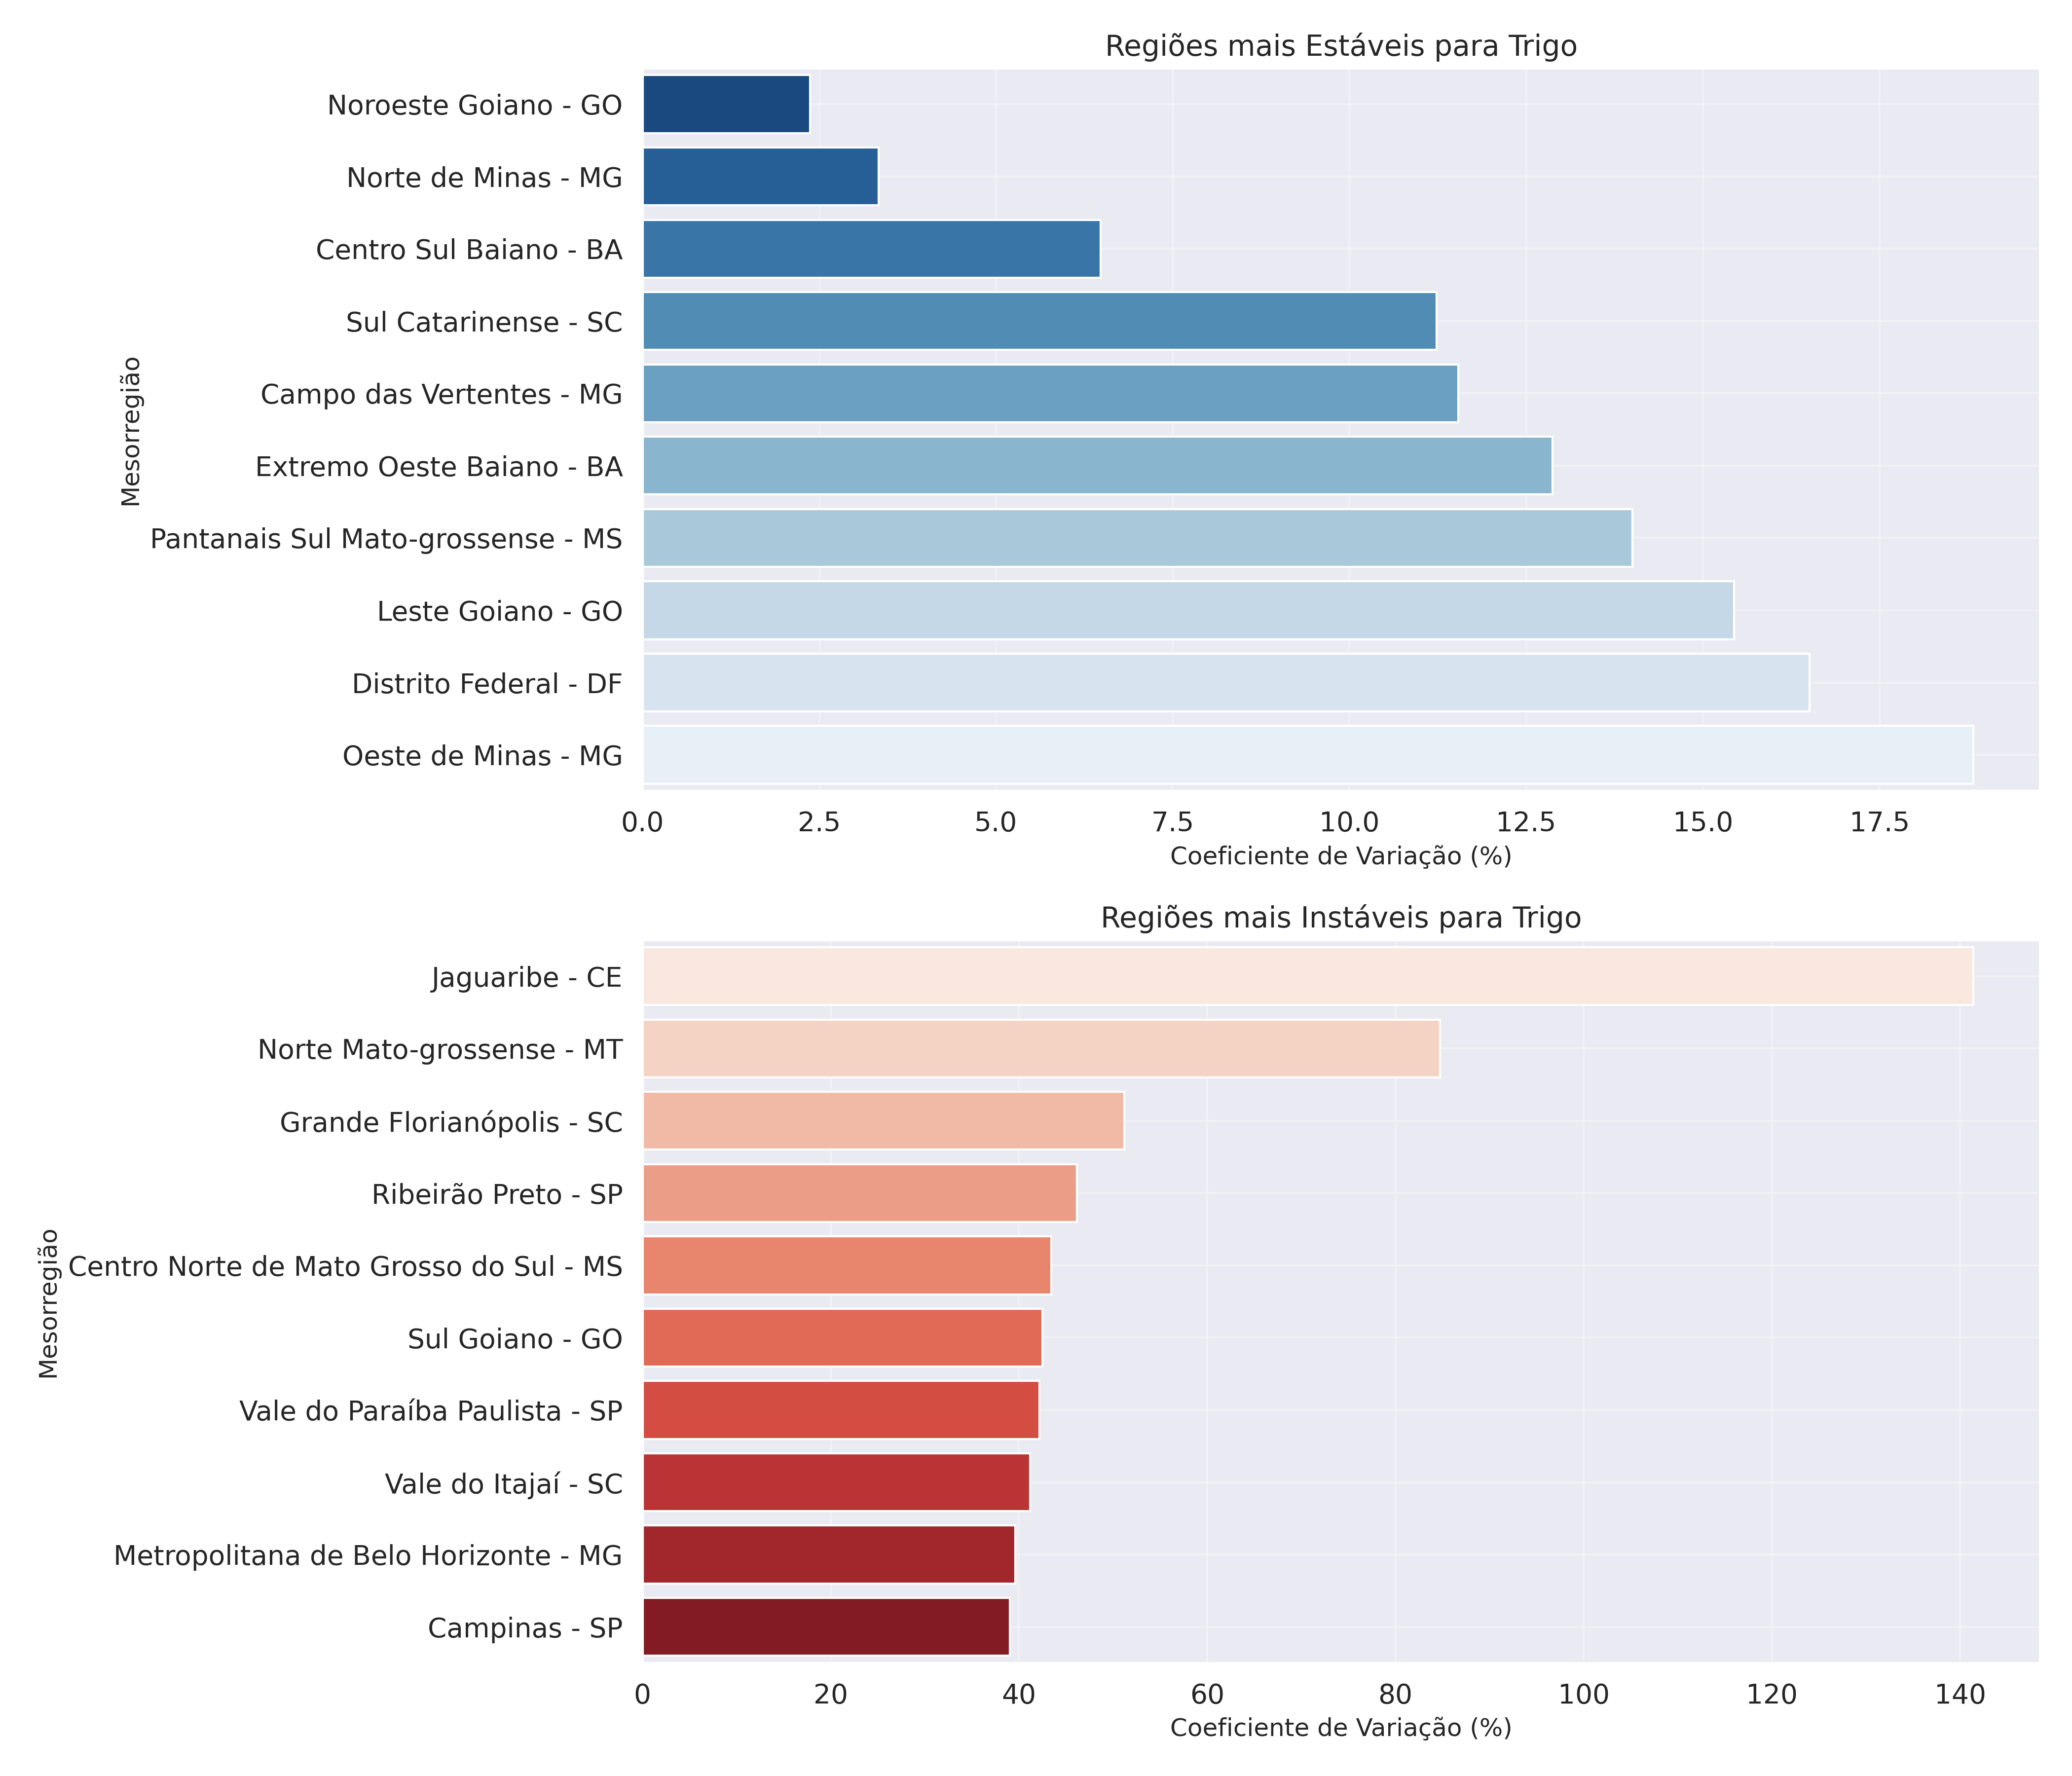 Regiões mais Estáveis para Trigo
Mesorregião
Noroeste Goiano - GO
Norte de Minas - MG
Centro Sul Baiano - BA
Sul Catarinense - SC
Campo das Vertentes - MG
Extremo Oeste Baiano - BA
Pantanais Sul Mato-grossense - MS
Leste Goiano - GO
Distrito Federal - DF
Oeste de Minas - MG
0.0 2.5 5.0 7.5 10.0 12.5 15.0 17.5
Coeficiente de Variação (%)
Regiões mais Instáveis para Trigo
Mesorregião
Jaguaribe - CE
Norte Mato-grossense - MT
Grande Florianópolis - SC
Ribeirão Preto - SP
Centro Norte de Mato Grosso do Sul - MS
Sul Goiano - GO
Vale do Paraíba Paulista - SP
Vale do Itajaí - SC
Metropolitana de Belo Horizonte - MG
Campinas - SP
0 20 40 60 80 100 120 140
Coeficiente de Variação (%)